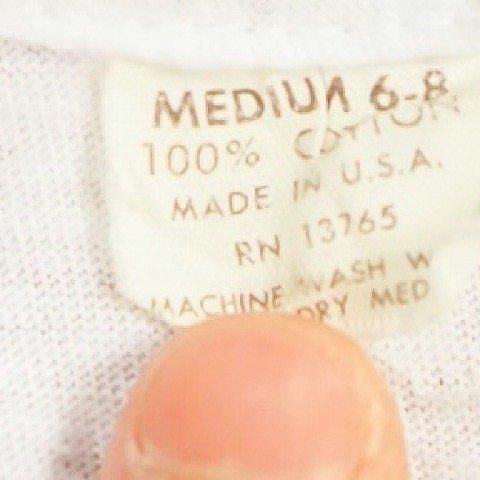 MEDIUM 6-8
100% COTTON
MADE IN U.S.A.
RN 13765
MACHINE WASH W
DRY MED